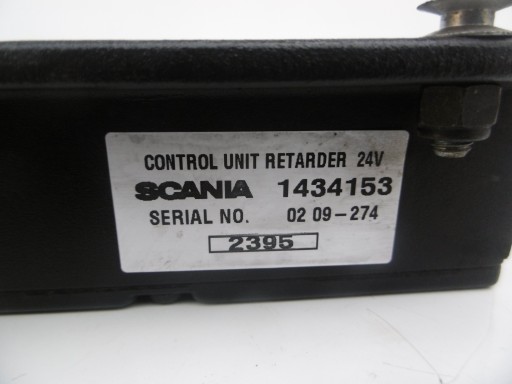 CONTROL UNIT RETARDER 24V
SCANIA 1434153
SERIAL NO. 02 09-274
2395